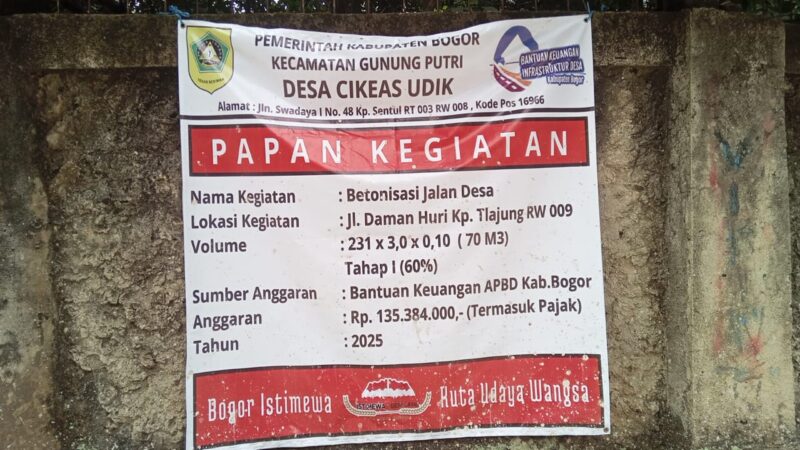 PEMERINTAH KABUPATEN BOGOR
KECAMATAN GUNUNG PUTRI
DESA CIKEAS UDIK
Alamat : Jln. Swadaya I No. 48 Kp. Sentul RT 003 RW 008 , Kode Pos 16966
BANTUAN KEUANGAN
INFRASTRUKTUR DESA
Kabupaten Bogor
PAPAN KEGIATAN
Nama Kegiatan : Betonisasi Jalan Desa
Lokasi Kegiatan : Jl. Daman Huri Kp. Tlajung RW 009
Volume : 231 x 3,0 x 0,10 ( 70 M3)
Tahap I (60%)
Sumber Anggaran : Bantuan Keuangan APBD Kab.Bogor
Anggaran : Rp. 135.384.000,- (Termasuk Pajak)
Tahun : 2025
Bogor Istimewa
Kuta Udaya Wangsa